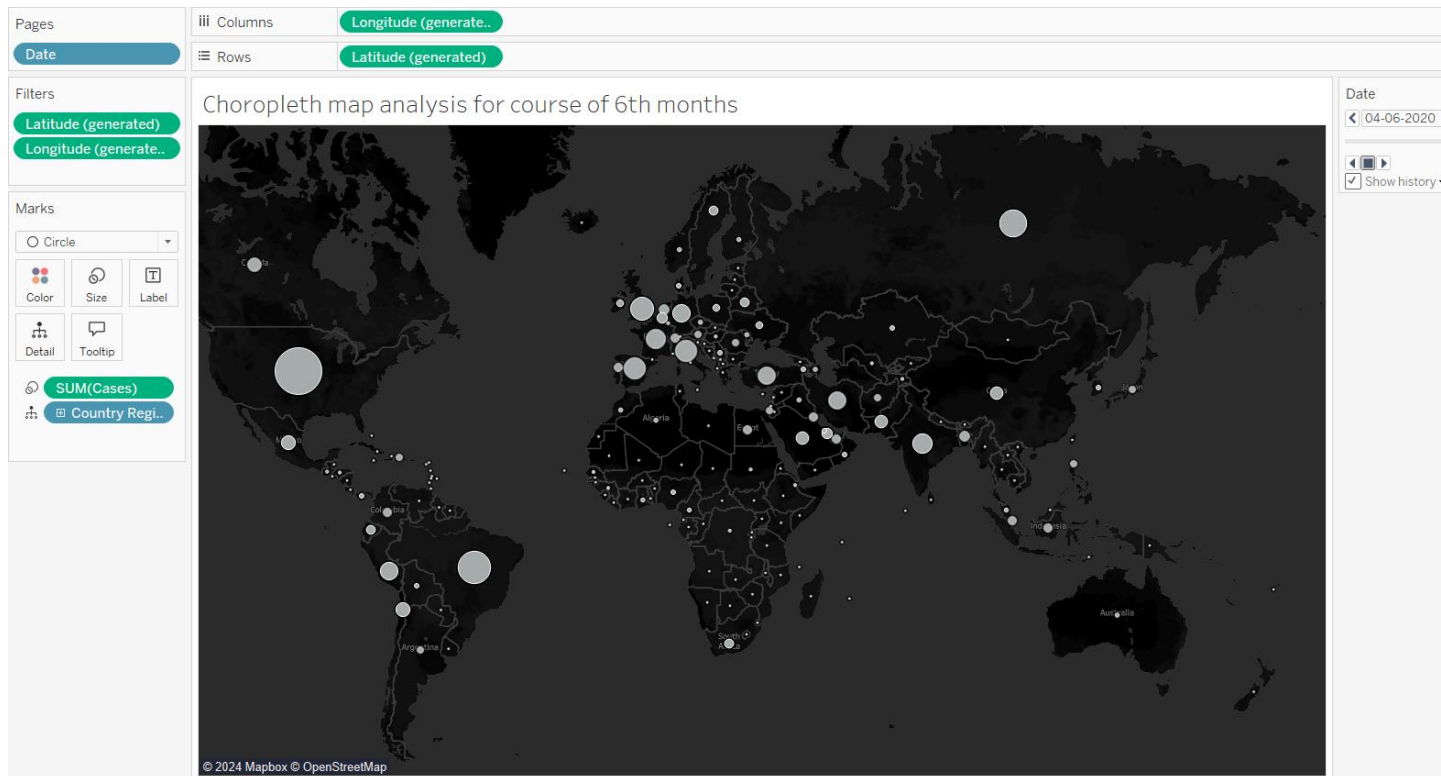 Pages
Date
iii Columns
Longitude (generate..
Rows
Latitude (generated)
Filters
Latitude (generated)
Longitude (generate..
Marks
Circle
Color
Size
Label
Detail
Tooltip
SUM(Cases)
Country Regi..
Choropleth map analysis for course of 6th months
Algeria
Egypt
Colombia
Indonesia
Argentina
South
Africa
Australia
© 2024 Mapbox © OpenStreetMap
Date
04-06-2020
Show history